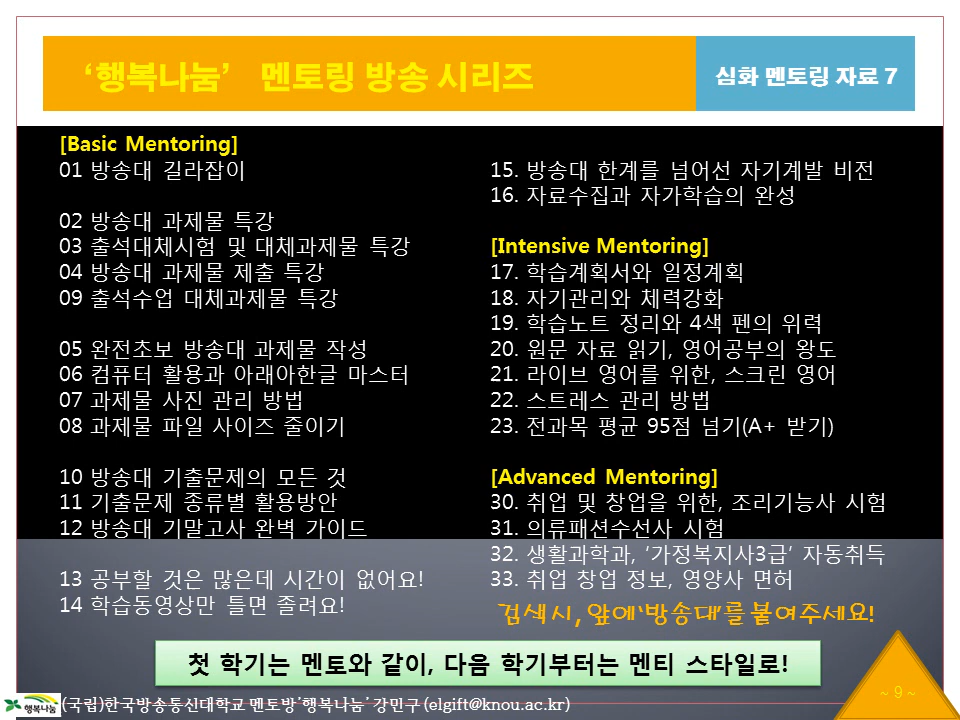 ‘행복나눔’ 멘토링 방송 시리즈
심화 멘토링 자료 7
[Basic Mentoring]
01 방송대 길라잡이
02 방송대 과제물 특강
03 출석대체시험 및 대체과제물 특강
04 방송대 과제물 제출 특강
09 출석수업 대체과제물 특강
05 완전초보 방송대 과제물 작성
06 컴퓨터 활용과 아래아한글 마스터
07 과제물 사진 관리 방법
08 과제물 파일 사이즈 줄이기
10 방송대 기출문제의 모든 것
11 기출문제 종류별 활용방안
12 방송대 기말고사 완벽 가이드
13 공부할 것은 많은데 시간이 없어요!
14 학습동영상만 틀면 졸려요!
15. 방송대 한계를 넘어선 자기계발 비전
16. 자료수집과 자가학습의 완성
[Intensive Mentoring]
17. 학습계획서와 일정계획
18. 자기관리와 체력강화
19. 학습노트 정리와 4색 펜의 위력
20. 원문 자료 읽기, 영어공부의 왕도
21. 라이브 영어를 위한, 스크린 영어
22. 스트레스 관리 방법
23. 전과목 평균 95점 넘기(A+ 받기)
[Advanced Mentoring]
30. 취업 및 창업을 위한, 조리기능사 시험
31. 의류패션수선사 시험
32. 생활과학과, ‘가정복지사3급’ 자동취득
33. 취업 창업 정보, 영양사 면허
검색시, 앞에 ‘방송대’를 붙여주세요!
첫 학기는 멘토와 같이, 다음 학기부터는 멘티 스타일로!
~ 9 ~
행복나눔
(국립)한국방송통신대학교 멘토방‘행복나눔’ 강민구 (elgift@knou.ac.kr)